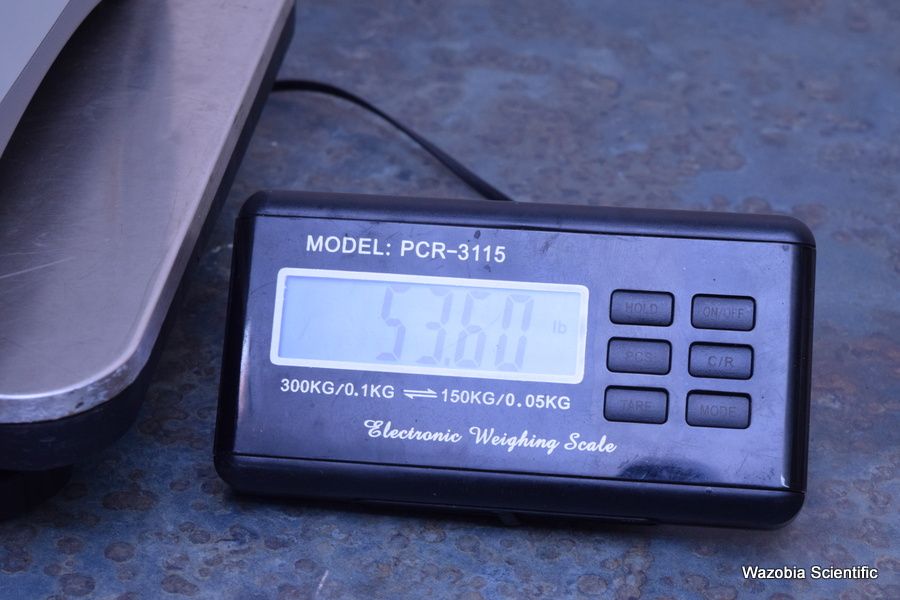 MODEL: PCR-3115
53.60 lb
HOLD ON/OFF
PCS C/R
TARE MODE
300KG/0.1KG ⇌ 150KG/0.05KG
Electronic Weighing Scale
Wazobia Scientific